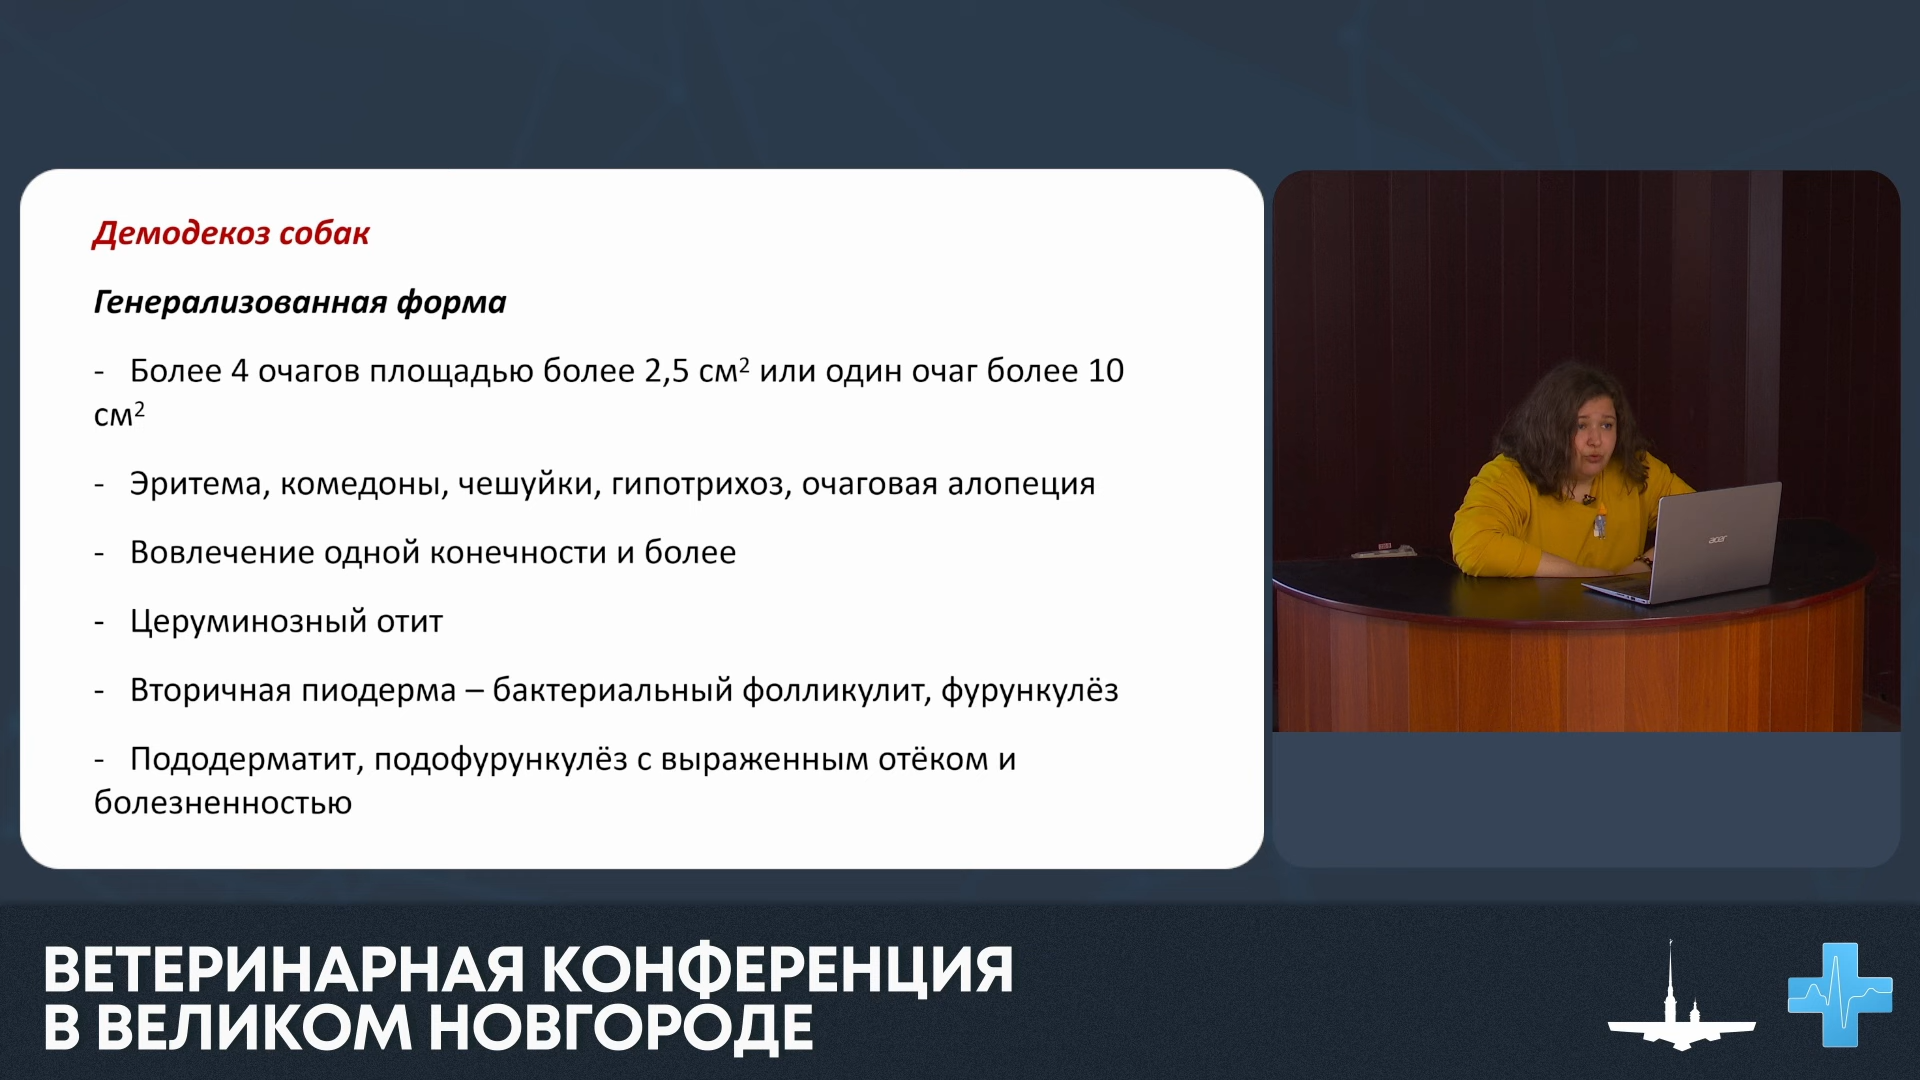 Демодекоз собак
Генерализованная форма
- Более 4 очагов площадью более 2,5 см² или один очаг более 10
см²
- Эритема, комедоны, чешуйки, гипотрихоз, очаговая алопеция
- Вовлечение одной конечности и более
- Церуминозный отит
- Вторичная пиодерма – бактериальный фолликулит, фурункулёз
- Пододерматит, подофурункулёз с выраженным отёком и
болезненностью
acer
ВЕТЕРИНАРНАЯ КОНФЕРЕНЦИЯ
В ВЕЛИКОМ НОВГОРОДЕ